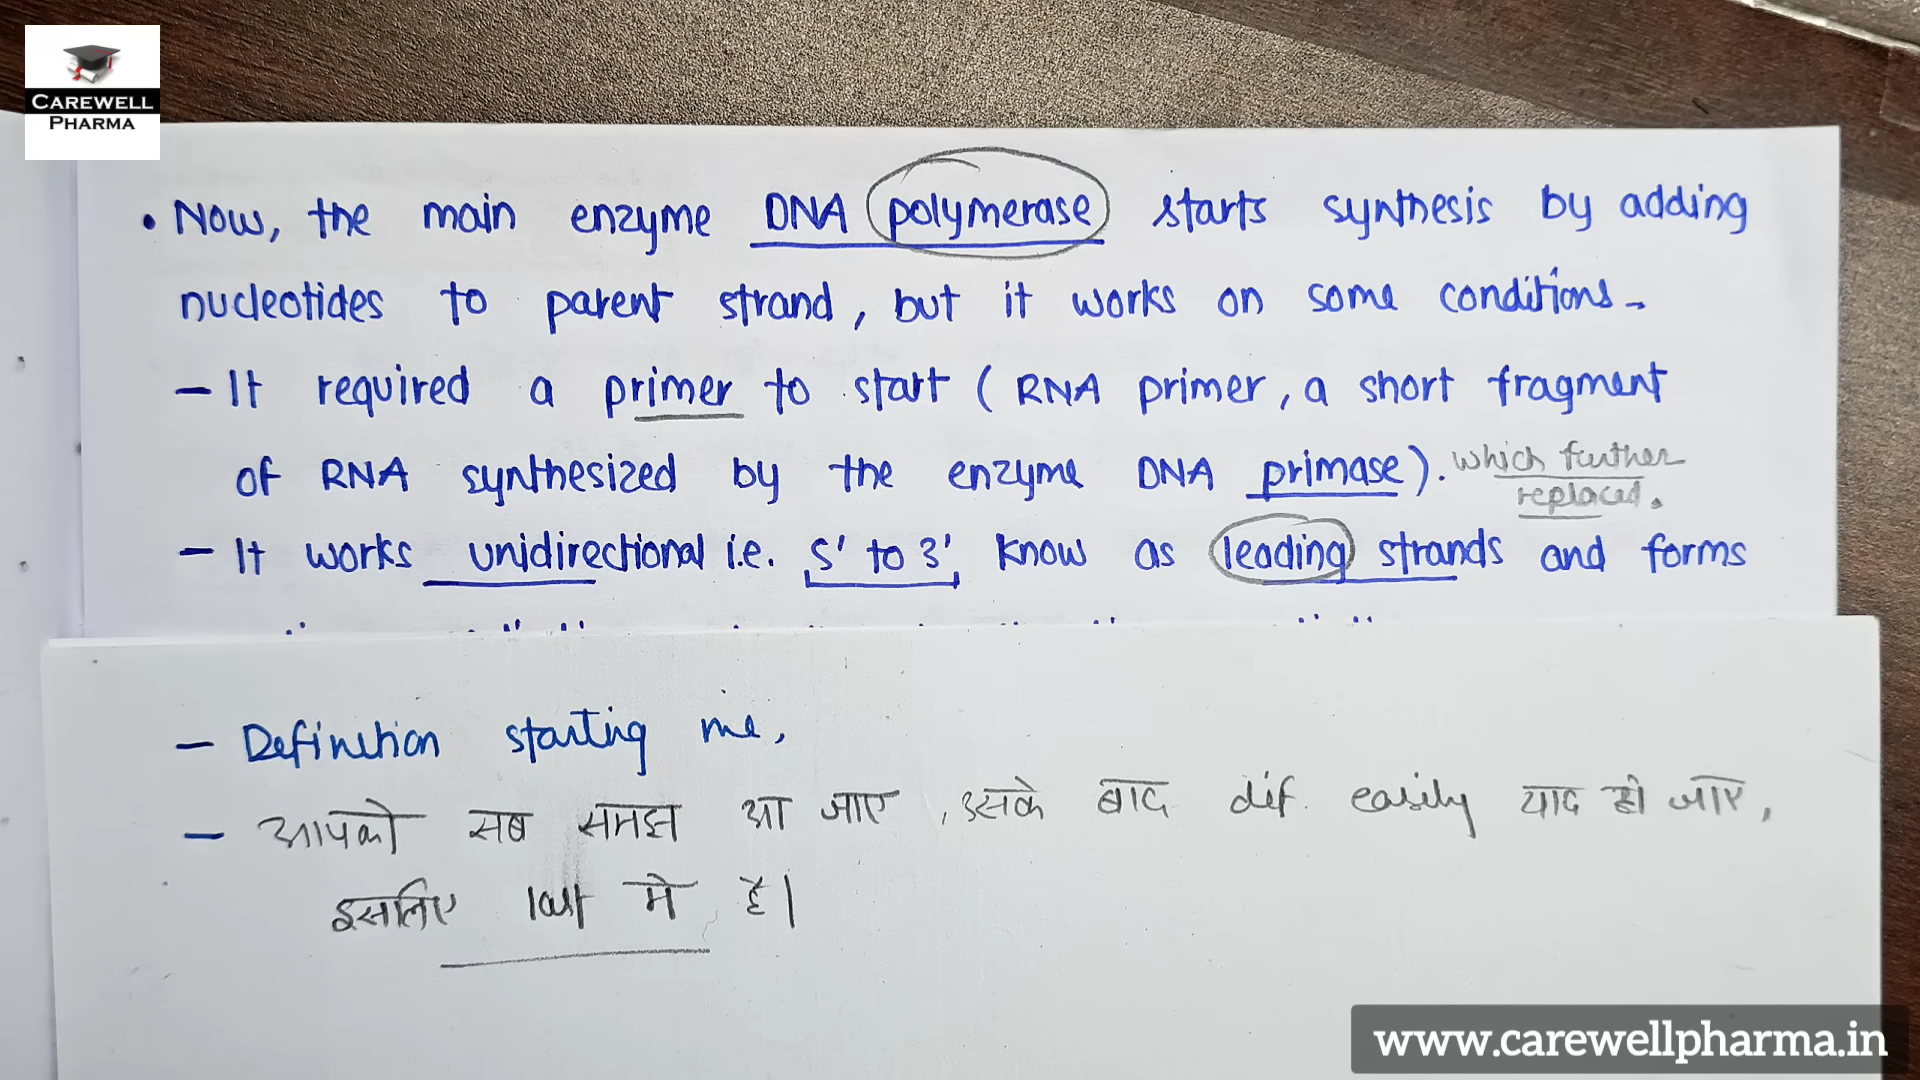 CAREWELL
PHARMA
• Now, the main enzyme DNA polymerase starts synthesis by adding
nucleotides to parent strand, but it works on some conditions-
- It required a primer to start (RNA primer, a short fragment
of RNA synthesized by the enzyme DNA primase). which further
replaced.
- It works unidirectional i.e. 5' to 3' know as leading strands and forms
- Definition starting me,
- आपको सब समझ आ जाए, उसके बाद def. easily याद हो जाए,
इसलिए last मे है।
www.carewellpharma.in